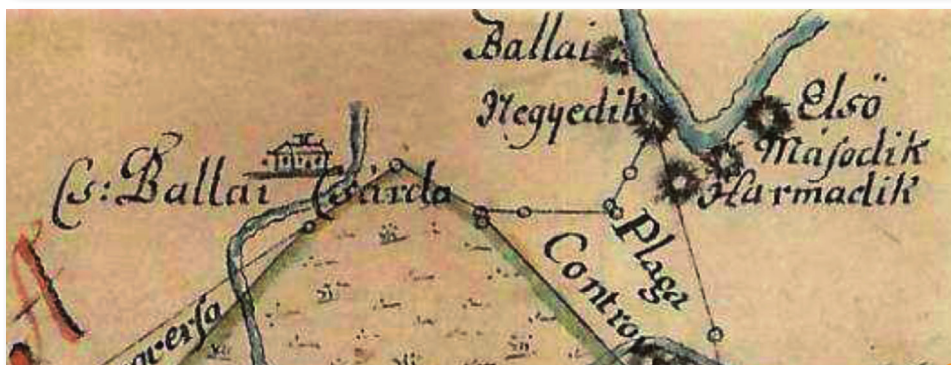 Ballai
Negyedik
Elsö
Második
Harmadik
Cs: Ballai Csárda
Plaga
Contro
versa